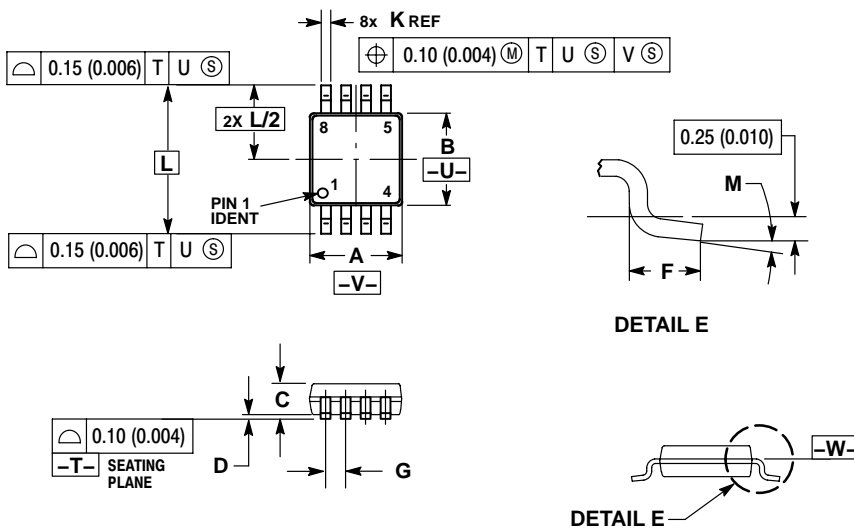 8x K REF
⌖ 0.10 (0.004) Ⓜ T U Ⓢ V Ⓢ
⌓ 0.15 (0.006) T U Ⓢ
2X L/2
8 5
B
–U–
L
PIN 1
IDENT
1
4
⌓ 0.15 (0.006) T U Ⓢ
A
–V–
0.25 (0.010)
M
F
DETAIL E
C
⌓ 0.10 (0.004)
–T– SEATING
PLANE
D
G
–W–
DETAIL E